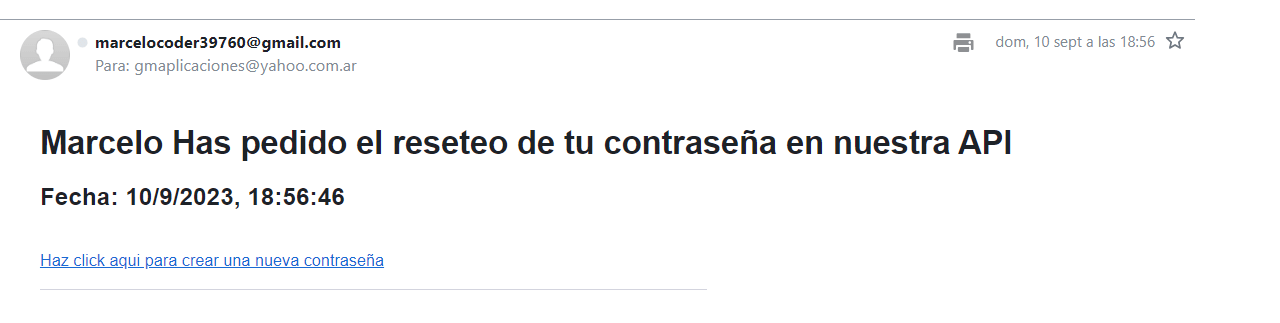 marcelocoder39760@gmail.com
dom, 10 sept a las 18:56
Para: gmaplicaciones@yahoo.com.ar
Marcelo Has pedido el reseteo de tu contraseña en nuestra API
Fecha: 10/9/2023, 18:56:46
Haz click aqui para crear una nueva contraseña